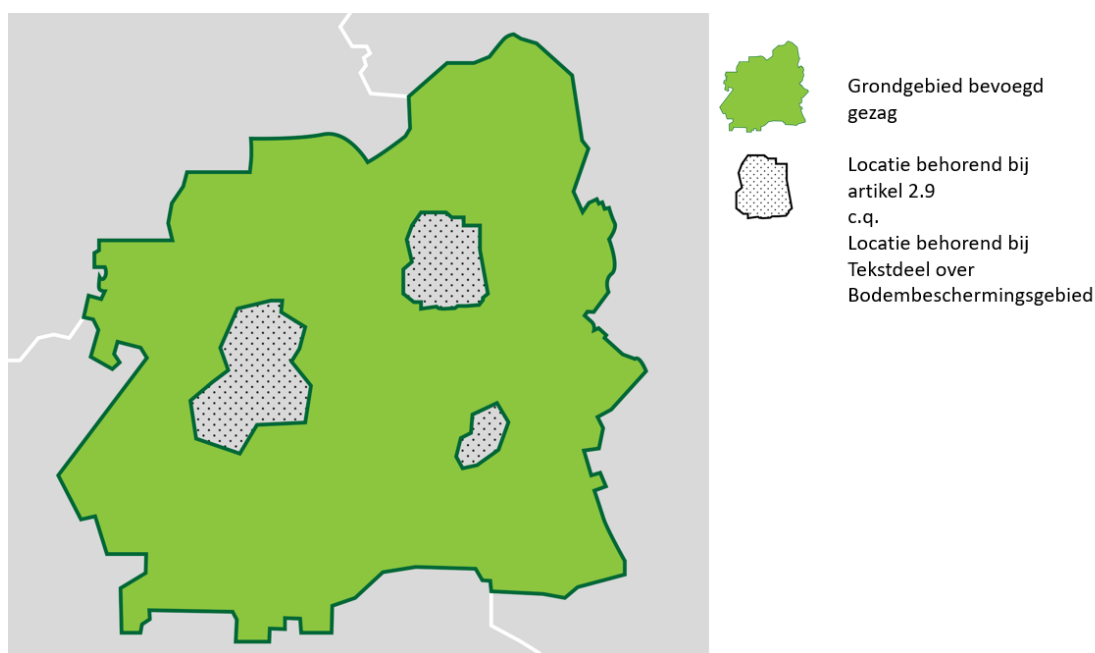 Grondgebied bevoegd
gezag
Locatie behorend bij
artikel 2.9
c.q.
Locatie behorend bij
Tekstdeel over
Bodembeschermingsgebied